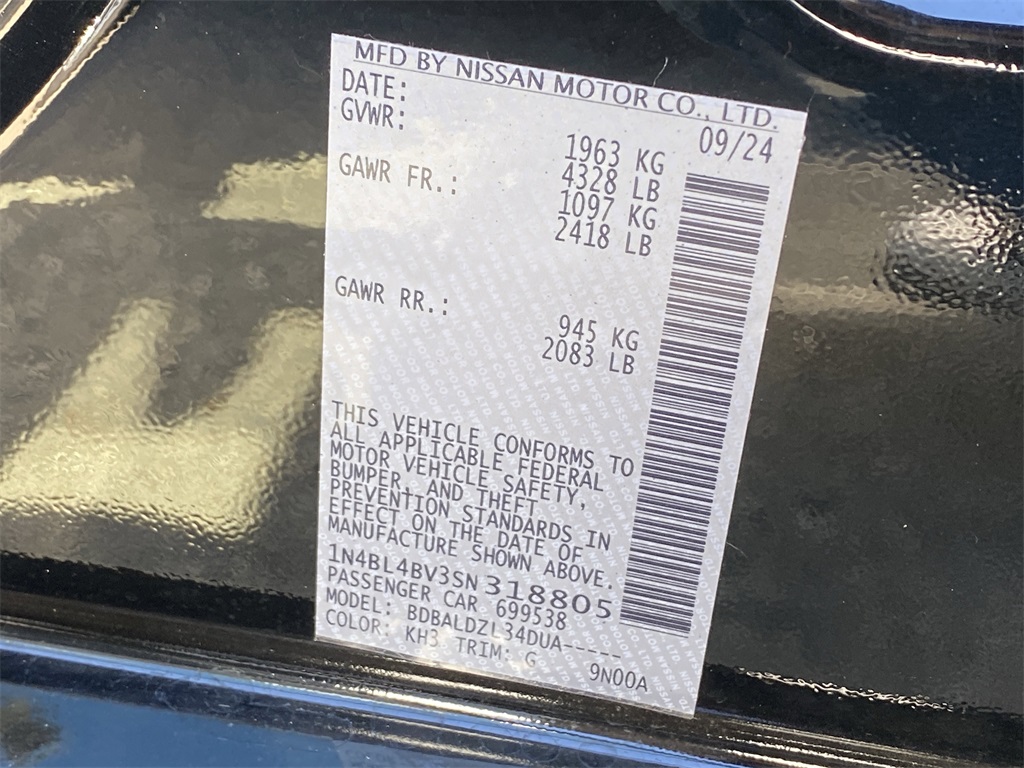 MFD BY NISSAN MOTOR CO., LTD.
DATE: 09/24
GVWR: 1963 KG
4328 LB
GAWR FR.: 1097 KG
2418 LB
GAWR RR.: 945 KG
2083 LB
THIS VEHICLE CONFORMS TO
ALL APPLICABLE FEDERAL
MOTOR VEHICLE SAFETY,
BUMPER, AND THEFT
PREVENTION STANDARDS IN
EFFECT ON THE DATE OF
MANUFACTURE SHOWN ABOVE.
1N4BL4BV3SN318805
PASSENGER CAR 699538
MODEL: BDBALDZL34DUA-----
COLOR: KH3 TRIM: G 9N00A